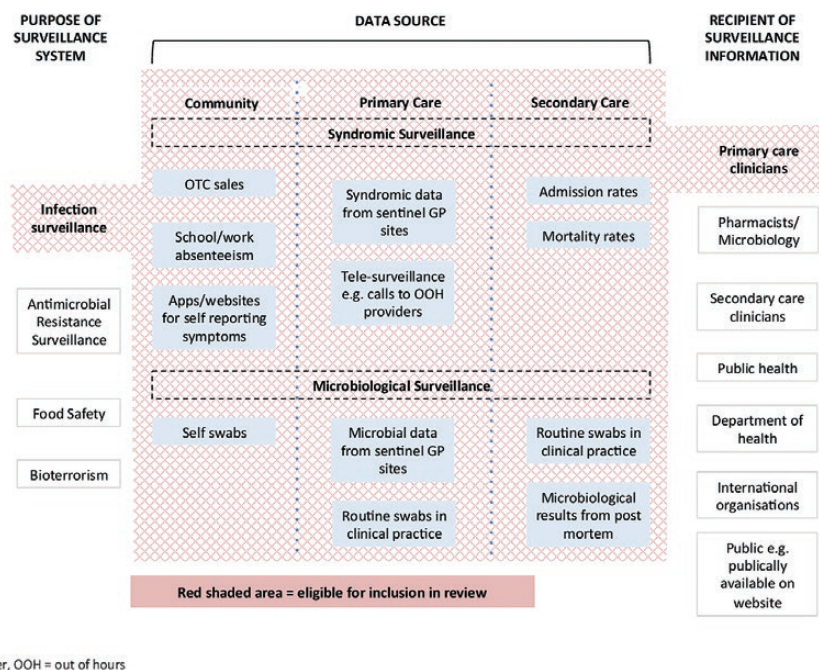 PURPOSE OF
SURVEILLANCE
SYSTEM
DATA SOURCE
RECIPIENT OF
SURVEILLANCE
INFORMATION
Community
Primary Care
Secondary Care
Syndromic Surveillance
Primary care
clinicians
Infection
surveillance
OTC sales
School/work
absenteeism
Apps/websites
for self reporting
symptoms
Syndromic data
from sentinel GP
sites
Tele-surveillance
e.g. calls to OOH
providers
Admission rates
Mortality rates
Pharmacists/
Microbiology
Antimicrobial
Resistance
Surveillance
Secondary care
clinicians
Public health
Microbiological Surveillance
Food Safety
Bioterrorism
Self swabs
Microbial data
from sentinel GP
sites
Routine swabs in
clinical practice
Routine swabs in
clinical practice
Microbiological
results from post
mortem
Department of
health
International
organisations
Public e.g.
publically
available on
website
Red shaded area = eligible for inclusion in review
er, OOH = out of hours